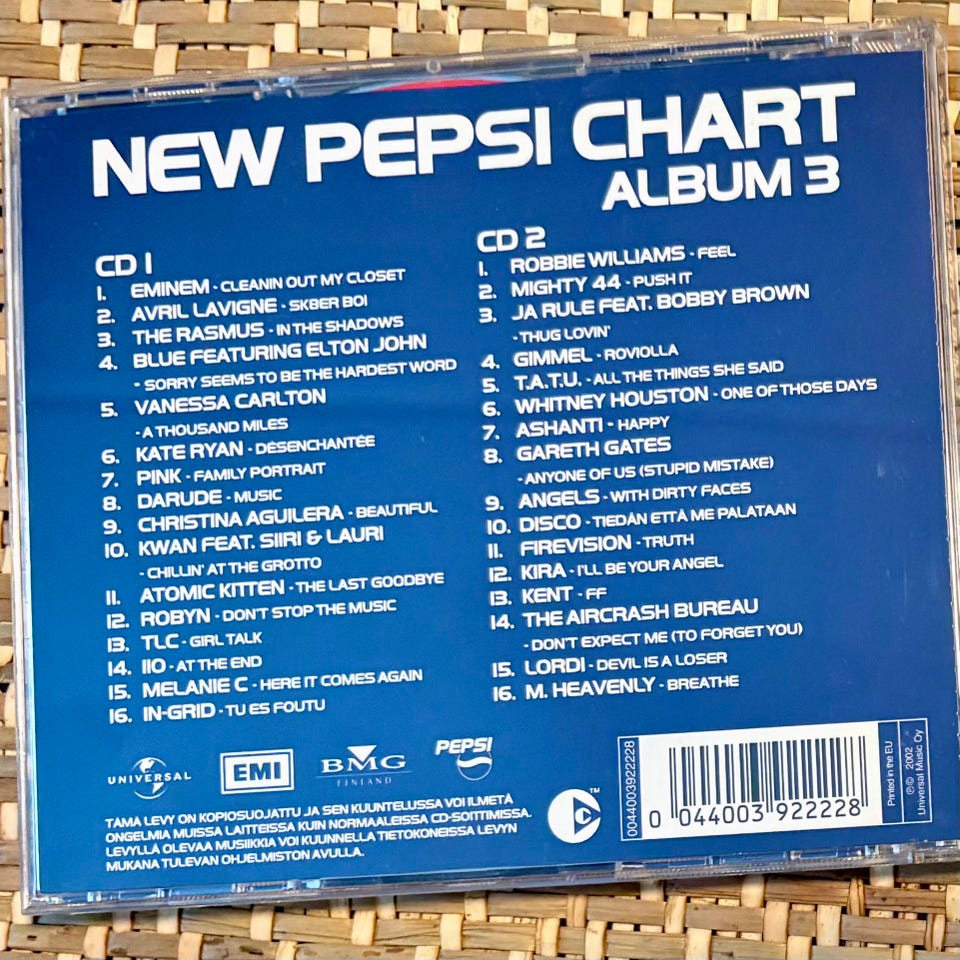 NEW PEPSI CHART
ALBUM 3
CD 1
1. EMINEM - CLEANIN OUT MY CLOSET
2. AVRIL LAVIGNE - SK8ER BOI
3. THE RASMUS - IN THE SHADOWS
4. BLUE FEATURING ELTON JOHN
- SORRY SEEMS TO BE THE HARDEST WORD
5. VANESSA CARLTON
- A THOUSAND MILES
6. KATE RYAN - DÉSENCHANTÉE
7. PINK - FAMILY PORTRAIT
8. DARUDE - MUSIC
9. CHRISTINA AGUILERA - BEAUTIFUL
10. KWAN FEAT. SIIRI & LAURI
- CHILLIN' AT THE GROTTO
11. ATOMIC KITTEN - THE LAST GOODBYE
12. ROBYN - DON'T STOP THE MUSIC
13. TLC - GIRL TALK
14. IIO - AT THE END
15. MELANIE C - HERE IT COMES AGAIN
16. IN-GRID - TU ES FOUTU
CD 2
1. ROBBIE WILLIAMS - FEEL
2. MIGHTY 44 - PUSH IT
3. JA RULE FEAT. BOBBY BROWN
- THUG LOVIN'
4. GIMMEL - ROVIOLLA
5. T.A.T.U. - ALL THE THINGS SHE SAID
6. WHITNEY HOUSTON - ONE OF THOSE DAYS
7. ASHANTI - HAPPY
8. GARETH GATES
- ANYONE OF US (STUPID MISTAKE)
9. ANGELS - WITH DIRTY FACES
10. DISCO - TIEDÄN ETTÄ ME PALATAAN
11. FIREVISION - TRUTH
12. KIRA - I'LL BE YOUR ANGEL
13. KENT - FF
14. THE AIRCRASH BUREAU
- DON'T EXPECT ME (TO FORGET YOU)
15. LORDI - DEVIL IS A LOSER
16. M. HEAVENLY - BREATHE
UNIVERSAL
EMI
BMG
FINLAND
PEPSI
TÄMÄ LEVY ON KOPIOSUOJATTU JA SEN KUUNTELUSSA VOI ILMETÄ
ONGELMIA MUISSA LAITTEISSA KUIN NORMAALEISSA CD-SOITTIMISSA.
LEVYLLÄ OLEVAA MUSIIKKIA VOI KUUNNELLA TIETOKONEISSA LEVYN
MUKANA TULEVAN OHJELMISTON AVULLA.
TM
0044003922228
0 044003 922228
Printed in the EU
℗© 2002
Universal Music Oy